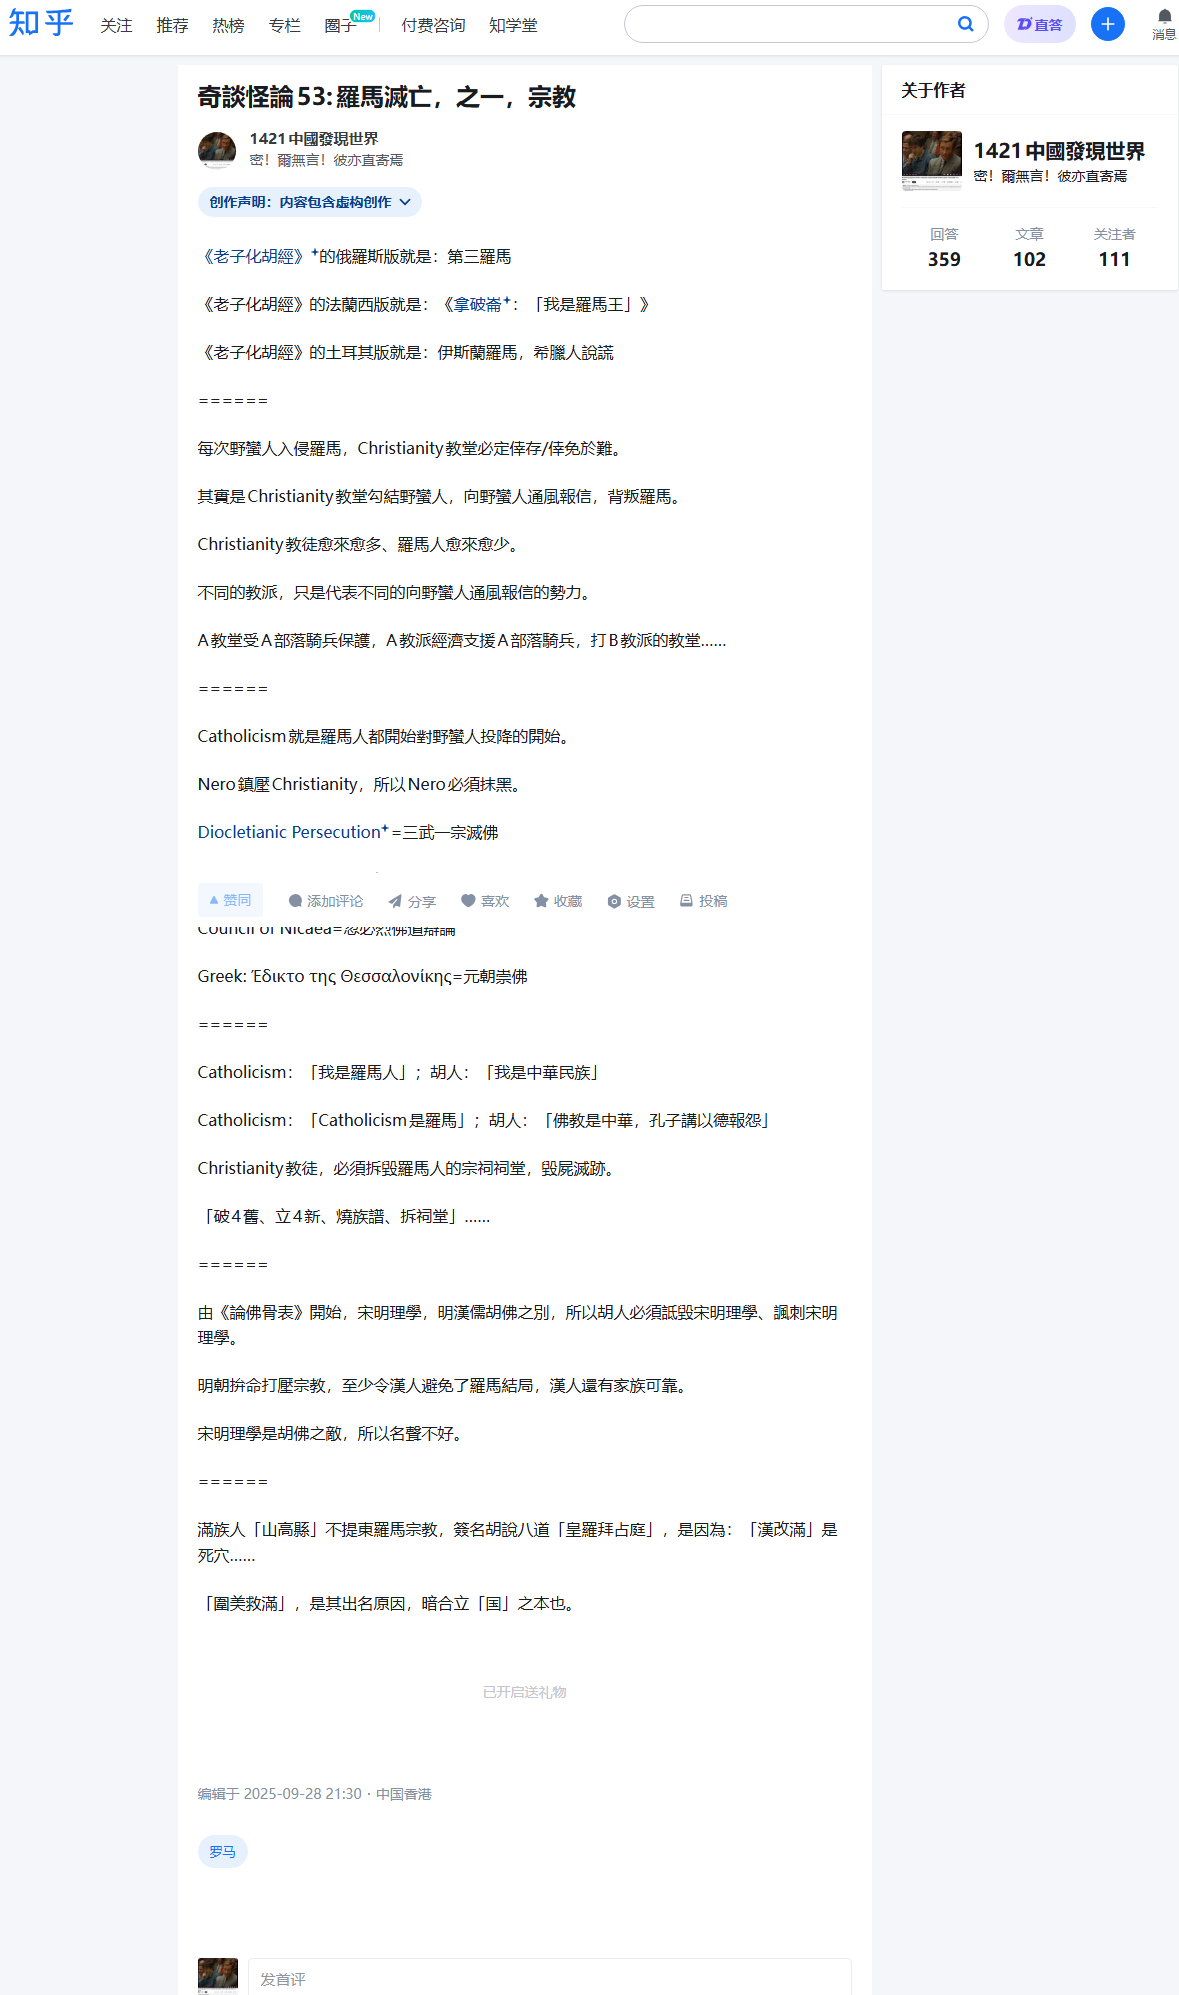 知乎
关注
推荐
热榜
专栏
圈子
New
付费咨询
知学堂
直答
消息
奇談怪論53:羅馬滅亡，之一，宗教
1421中國發現世界
密！爾無言！彼亦直寄焉
创作声明：内容包含虚构创作
《老子化胡經》的俄羅斯版就是：第三羅馬
《老子化胡經》的法蘭西版就是：《拿破崙：「我是羅馬王」》
《老子化胡經》的土耳其版就是：伊斯蘭羅馬，希臘人說謊
======
每次野蠻人入侵羅馬，Christianity教堂必定倖存/倖免於難。
其實是Christianity教堂勾結野蠻人，向野蠻人通風報信，背叛羅馬。
Christianity教徒愈來愈多、羅馬人愈來愈少。
不同的教派，只是代表不同的向野蠻人通風報信的勢力。
A教堂受A部落騎兵保護，A教派經濟支援A部落騎兵，打B教派的教堂......
======
Catholicism就是羅馬人都開始對野蠻人投降的開始。
Nero鎮壓Christianity，所以Nero必須抹黑。
Diocletianic Persecution=三武一宗滅佛
赞同
添加评论
分享
喜欢
收藏
设置
投稿
Council of Nicaea=忽必烈佛道辯論
Greek: Έδικτο της Θεσσαλονίκης=元朝崇佛
======
Catholicism：「我是羅馬人」；胡人：「我是中華民族」
Catholicism：「Catholicism是羅馬」；胡人：「佛教是中華，孔子講以德報怨」
Christianity教徒，必須拆毀羅馬人的宗祠祠堂，毀屍滅跡。
「破4舊、立4新、燒族譜、拆祠堂」......
======
由《論佛骨表》開始，宋明理學，明漢儒胡佛之別，所以胡人必須詆毀宋明理學、諷刺宋明
理學。
明朝拚命打壓宗教，至少令漢人避免了羅馬結局，漢人還有家族可靠。
宋明理學是胡佛之敵，所以名聲不好。
======
滿族人「山高縣」不提東羅馬宗教，簽名胡說八道「皇羅拜占庭」，是因為：「漢改滿」是
死穴......
「圍美救滿」，是其出名原因，暗合立「国」之本也。
已开启送礼物
编辑于 2025-09-28 21:30・中国香港
罗马
发首评
关于作者
1421中國發現世界
密！爾無言！彼亦直寄焉
回答
文章
关注者
359
102
111